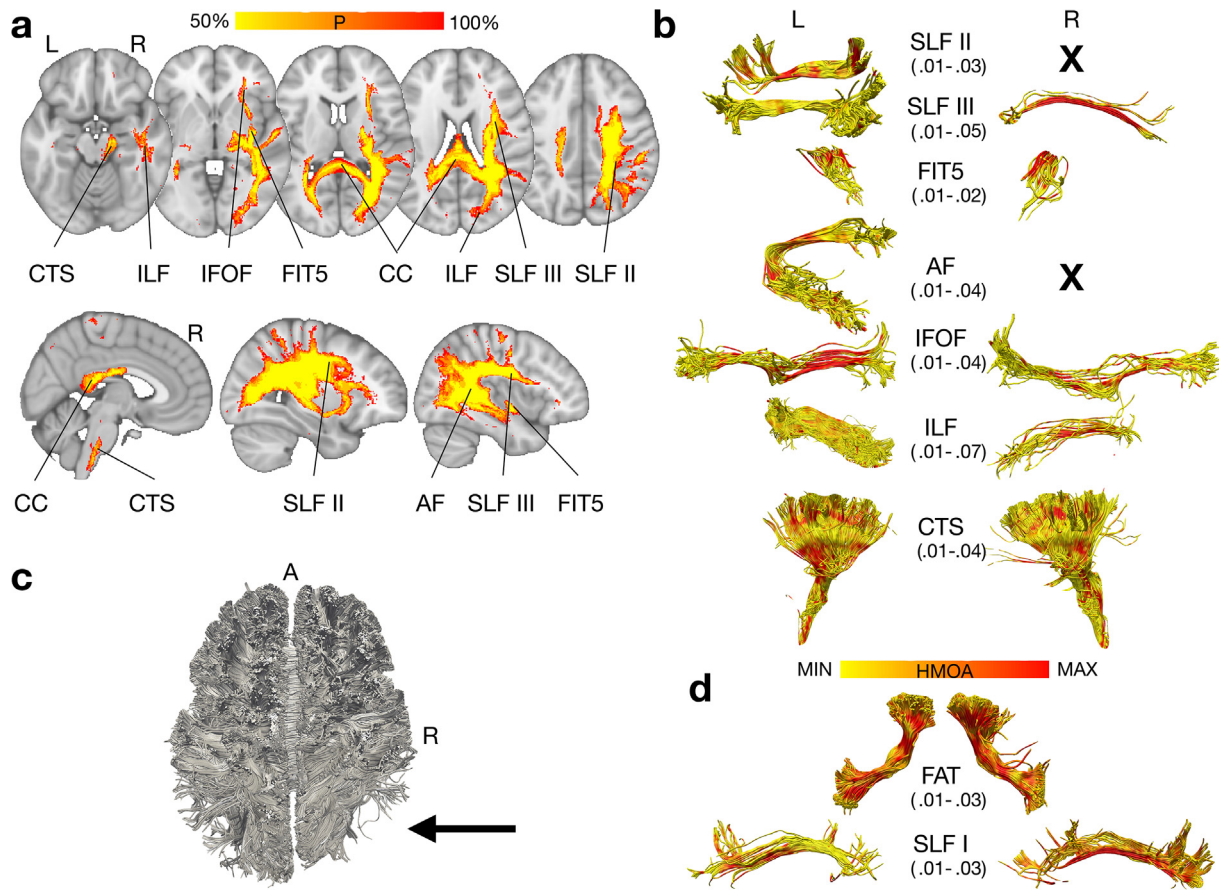 a
50% P 100%
L R
CTS ILF IFOF FIT5 CC ILF SLF III SLF II
R
CC CTS SLF II AF SLF III FIT5
b
L R
SLF II
(.01-.03)
X
SLF III
(.01-.05)
FIT5
(.01-.02)
AF
(.01-.04)
X
IFOF
(.01-.04)
ILF
(.01-.07)
CTS
(.01-.04)
MIN HMOA MAX
c
A
R
d
FAT
(.01-.03)
SLF I
(.01-.03)